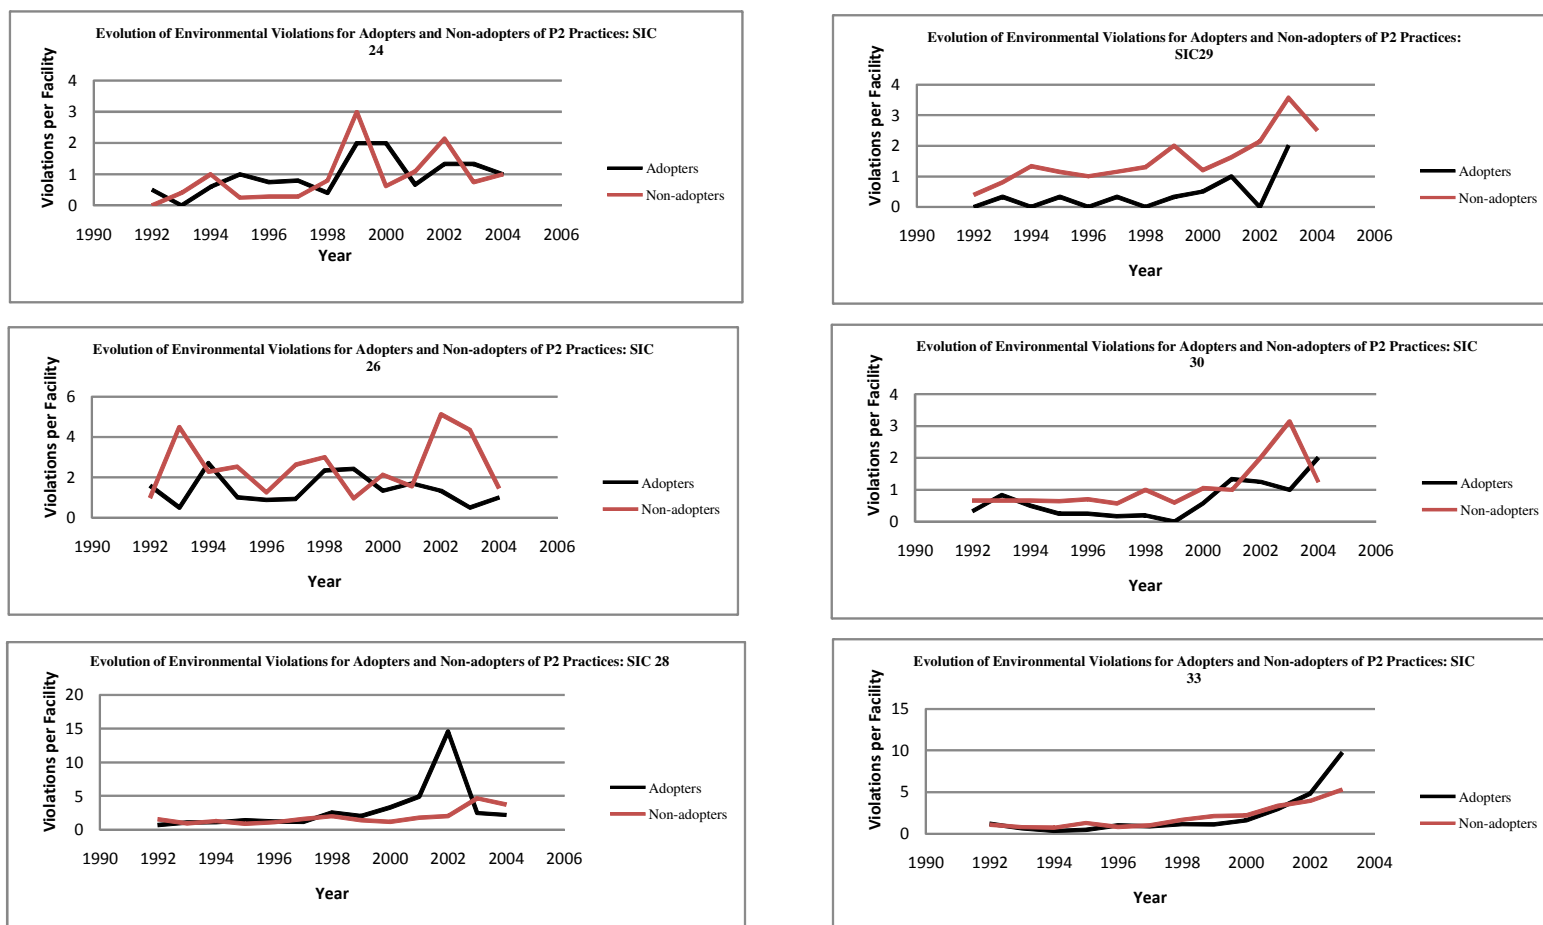 Evolution of Environmental Violations for Adopters and Non-adopters of P2 Practices: SIC
24
Violations per Facility
4
3
2
1
0
1990 1992 1994 1996 1998 2000 2002 2004 2006
Year
Adopters
Non-adopters
Evolution of Environmental Violations for Adopters and Non-adopters of P2 Practices:
SIC29
Violations per Facility
4
3
2
1
0
1990 1992 1994 1996 1998 2000 2002 2004 2006
Year
Adopters
Non-adopters
Evolution of Environmental Violations for Adopters and Non-adopters of P2 Practices: SIC
26
Violations per Facility
6
4
2
0
1990 1992 1994 1996 1998 2000 2002 2004 2006
Year
Adopters
Non-adopters
Evolution of Environmental Violations for Adopters and Non-adopters of P2 Practices: SIC
30
Violations per Facility
4
3
2
1
0
1990 1992 1994 1996 1998 2000 2002 2004 2006
Year
Adopters
Non-adopters
Evolution of Environmental Violations for Adopters and Non-adopters of P2 Practices: SIC 28
Violations per Facility
20
15
10
5
0
1990 1992 1994 1996 1998 2000 2002 2004 2006
Year
Adopters
Non-adopters
Evolution of Environmental Violations for Adopters and Non-adopters of P2 Practices: SIC
33
Violations per Facility
15
10
5
0
1990 1992 1994 1996 1998 2000 2002 2004
Year
Adopters
Non-adopters